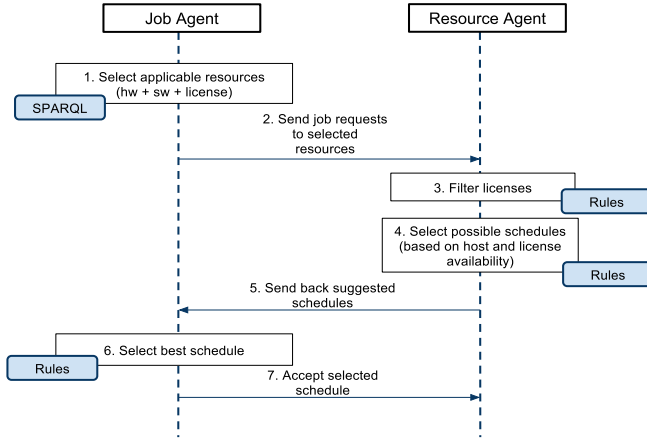 Job Agent
Resource Agent
1. Select applicable resources
(hw + sw + license)
SPARQL
2. Send job requests
to selected
resources
3. Filter licenses
Rules
4. Select possible schedules
(based on host and license
availability)
Rules
5. Send back suggested
schedules
6. Select best schedule
Rules
7. Accept selected
schedule